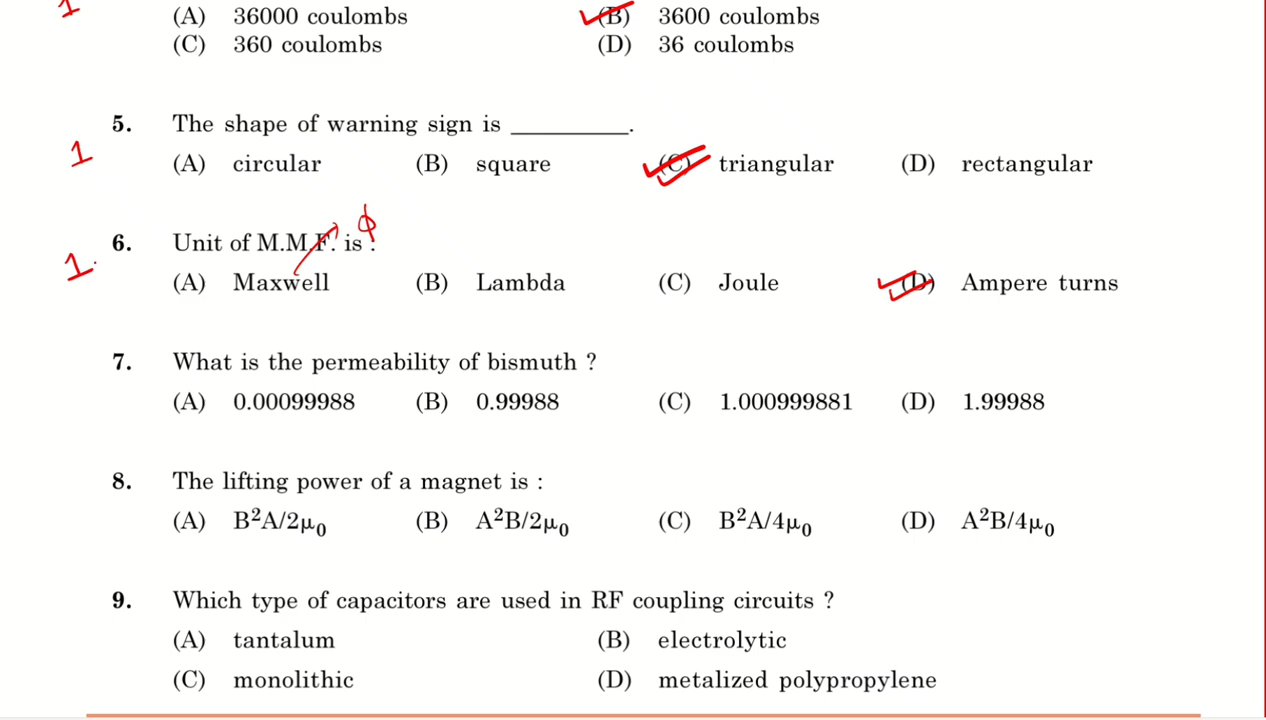 1
(A) 36000 coulombs (B) 3600 coulombs
(C) 360 coulombs (D) 36 coulombs
5. The shape of warning sign is __________.
1
(A) circular (B) square (C) triangular (D) rectangular
ϕ
6. Unit of M.M.F. is :
1.
(A) Maxwell (B) Lambda (C) Joule (D) Ampere turns
7. What is the permeability of bismuth ?
(A) 0.00099988 (B) 0.99988 (C) 1.000999881 (D) 1.99988
8. The lifting power of a magnet is :
(A) B²A/2μ₀ (B) A²B/2μ₀ (C) B²A/4μ₀ (D) A²B/4μ₀
9. Which type of capacitors are used in RF coupling circuits ?
(A) tantalum (B) electrolytic
(C) monolithic (D) metalized polypropylene